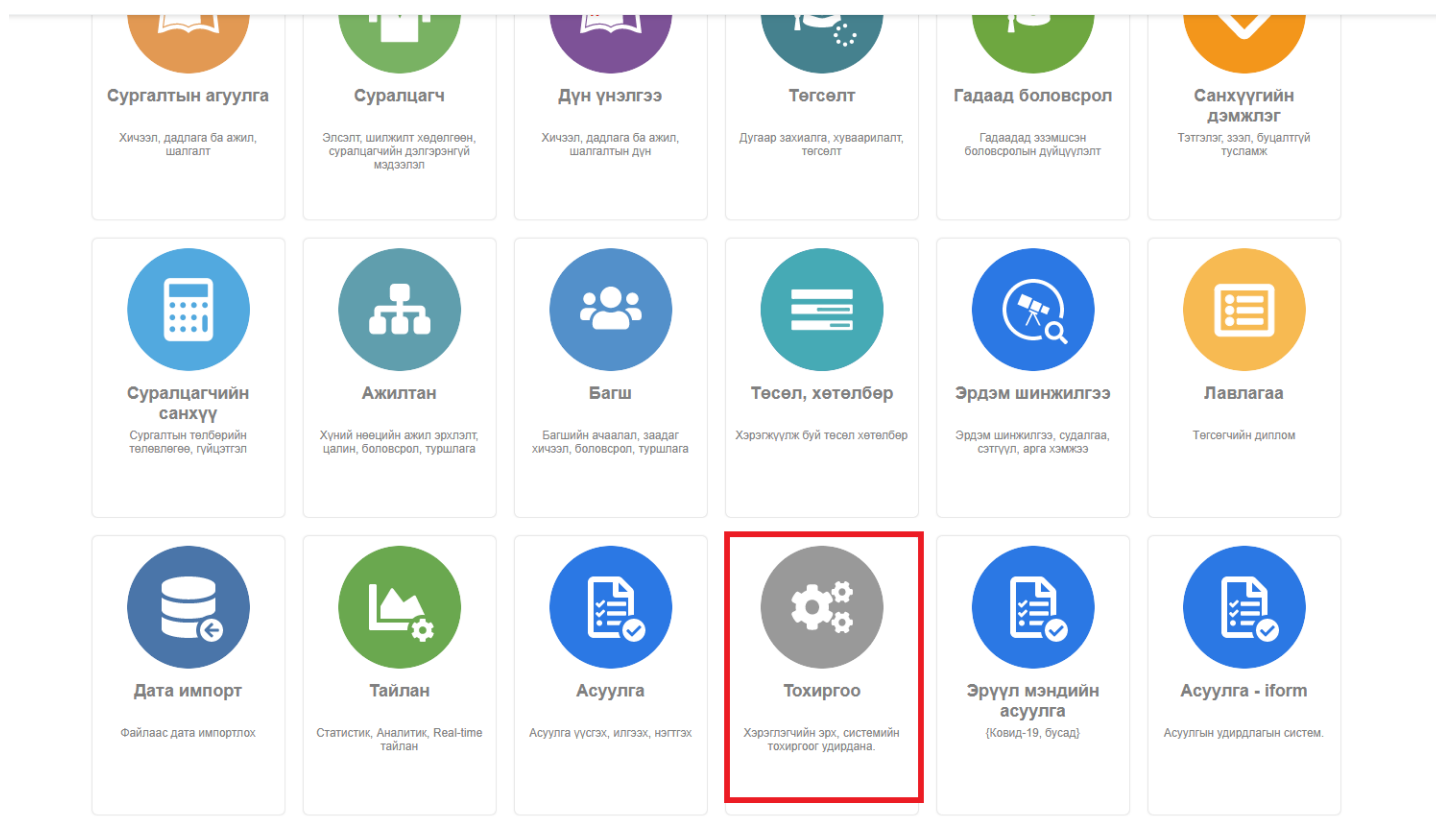 Сургалтын агуулга
Хичээл, дадлага ба ажил,
шалгалт
Суралцагч
Элсэлт, шилжилт хөдөлгөөн,
суралцагчийн дэлгэрэнгүй
мэдээлэл
Дүн үнэлгээ
Хичээл, дадлага ба ажил,
шалгалтын дүн
Төгсөлт
Дугаар захиалга, хуваарилалт,
төгсөлт
Гадаад боловсрол
Гадаадад эзэмшсэн
боловсролын дүйцүүлэлт
Санхүүгийн
дэмжлэг
Тэтгэлэг, зээл, буцалтгүй
тусламж
Суралцагчийн
санхүү
Сургалтын төлбөрийн
төлөвлөгөө, гүйцэтгэл
Ажилтан
Хүний нөөцийн ажил эрхлэлт,
цалин, боловсрол, туршлага
Багш
Багшийн ачаалал, заадаг
хичээл, боловсрол, туршлага
Төсөл, хөтөлбөр
Хэрэгжүүлж буй төсөл хөтөлбөр
Эрдэм шинжилгээ
Эрдэм шинжилгээ, судалгаа,
сэтгүүл, арга хэмжээ
Лавлагаа
Төгсөгчийн диплом
Дата импорт
Файлаас дата импортлох
Тайлан
Статистик, Аналитик, Real-time
тайлан
Асуулга
Асуулга үүсгэх, илгээх, нэгтгэх
Тохиргоо
Хэрэглэгчийн эрх, системийн
тохиргоог удирдана.
Эрүүл мэндийн
асуулга
{Ковид-19, бусад}
Асуулга - iform
Асуулгын удирдлагын систем.